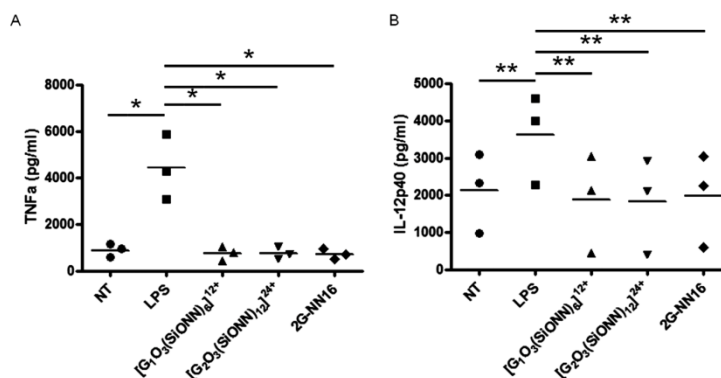 A
*
*
*
*
8000
6000
4000
2000
0
TNFa (pg/ml)
NT
LPS
[G₁O₃(SiONN)₆]¹²⁺
[G₂O₃(SiONN)₁₂]²⁴⁺
2G-NN16
B
**
**
**
**
5000
4000
3000
2000
1000
0
IL-12p40 (pg/ml)
NT
LPS
[G₁O₃(SiONN)₆]¹²⁺
[G₂O₃(SiONN)₁₂]²⁴⁺
2G-NN16